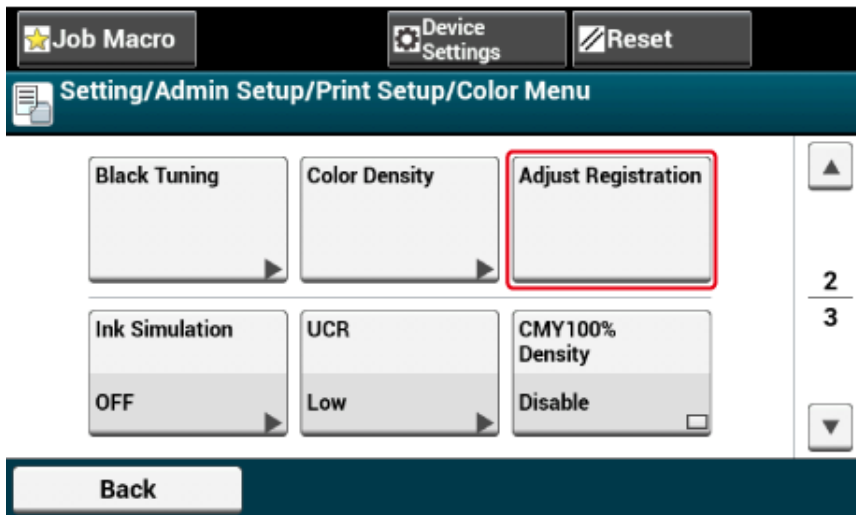 Job Macro
Device
Settings
Reset
Setting/Admin Setup/Print Setup/Color Menu
Black Tuning
Color Density
Adjust Registration
2
3
Ink Simulation
OFF
UCR
Low
CMY100%
Density
Disable
Back